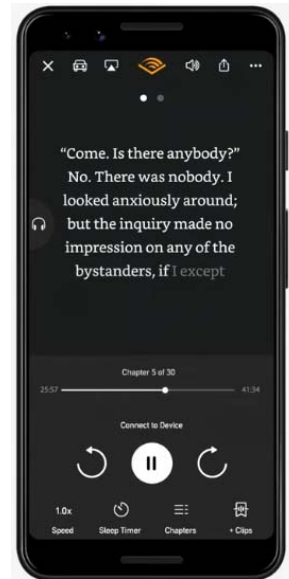 “Come. Is there anybody?”
No. There was nobody. I
looked anxiously around;
but the inquiry made no
impression on any of the
bystanders, if I except
Chapter 5 of 30
25:57 41:34
Connect to Device
1.0x
Speed Sleep Timer Chapters + Clips